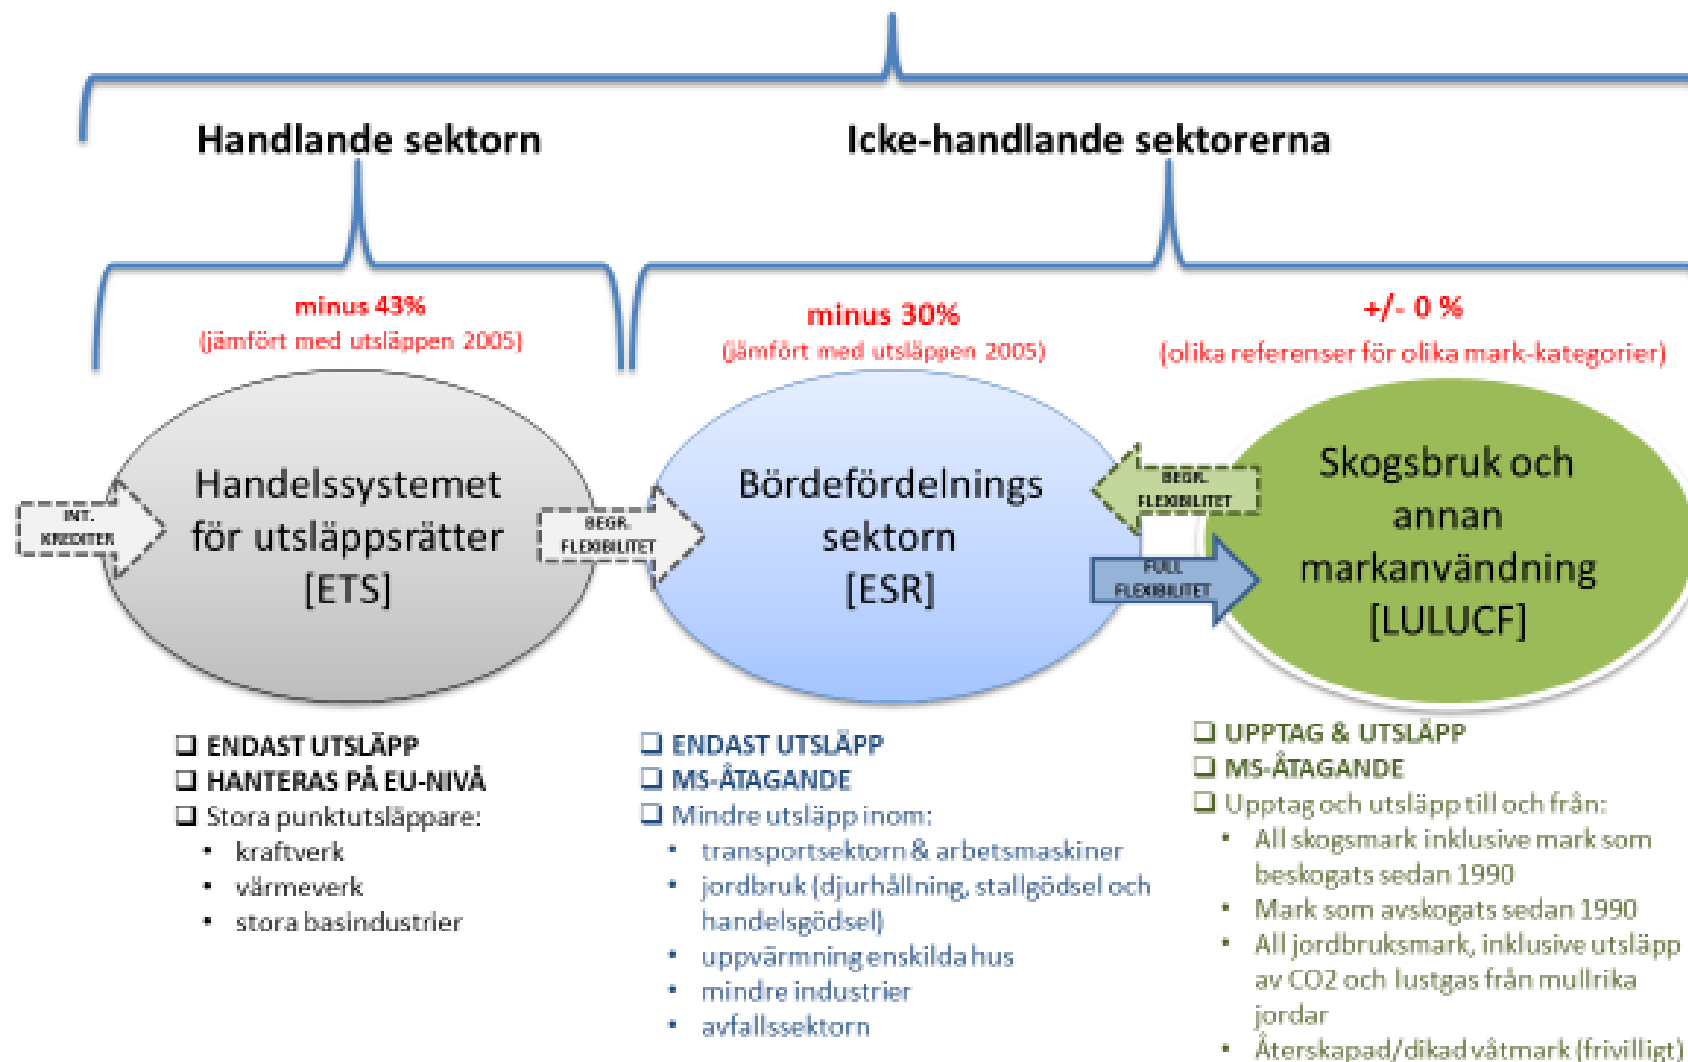 Handlande sektorn
Icke-handlande sektorerna
minus 43%
(jämfört med utsläppen 2005)
minus 30%
(jämfört med utsläppen 2005)
+/- 0 %
(olika referenser för olika mark-kategorier)
INT.
KREDITER
Handelssystemet
för utsläppsrätter
[ETS]
BEGR.
FLEXIBILITET
Bördefördelnings
sektorn
[ESR]
BEGR.
FLEXIBILITET
FULL
FLEXIBILITET
Skogsbruk och
annan
markanvändning
[LULUCF]
❑ ENDAST UTSLÄPP
❑ HANTERAS PÅ EU-NIVÅ
❑ Stora punktutsläppare:
• kraftverk
• värmeverk
• stora basindustrier
❑ ENDAST UTSLÄPP
❑ MS-ÅTAGANDE
❑ Mindre utsläpp inom:
• transportsektorn & arbetsmaskiner
• jordbruk (djurhållning, stallgödsel och
handelsgödsel)
• uppvärmning enskilda hus
• mindre industrier
• avfallssektorn
❑ UPPTAG & UTSLÄPP
❑ MS-ÅTAGANDE
❑ Upptag och utsläpp till och från:
• All skogsmark inklusive mark som
beskogats sedan 1990
• Mark som avskogats sedan 1990
• All jordbruksmark, inklusive utsläpp
av CO2 och lustgas från mullrika
jordar
• Återskapad/dikad våtmark (frivilligt)